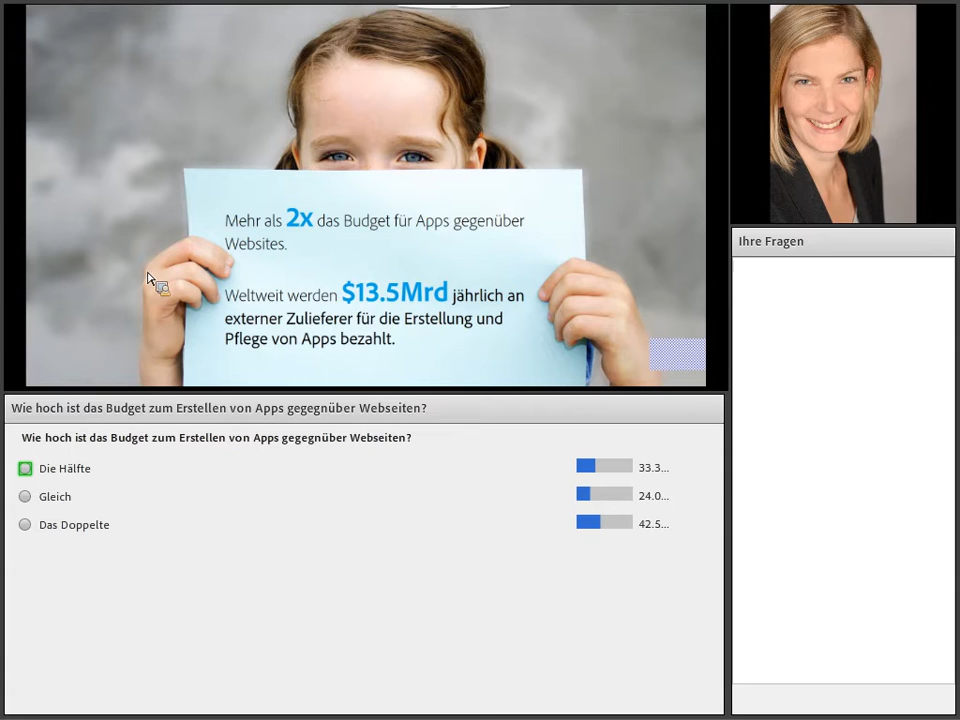 Mehr als 2x das Budget für Apps gegenüber
Websites.
Weltweit werden $13.5Mrd jährlich an
externer Zulieferer für die Erstellung und
Pflege von Apps bezahlt.
Ihre Fragen
Wie hoch ist das Budget zum Erstellen von Apps gegegnüber Webseiten?
Wie hoch ist das Budget zum Erstellen von Apps gegegnüber Webseiten?
Die Hälfte 33.3...
Gleich 24.0...
Das Doppelte 42.5...